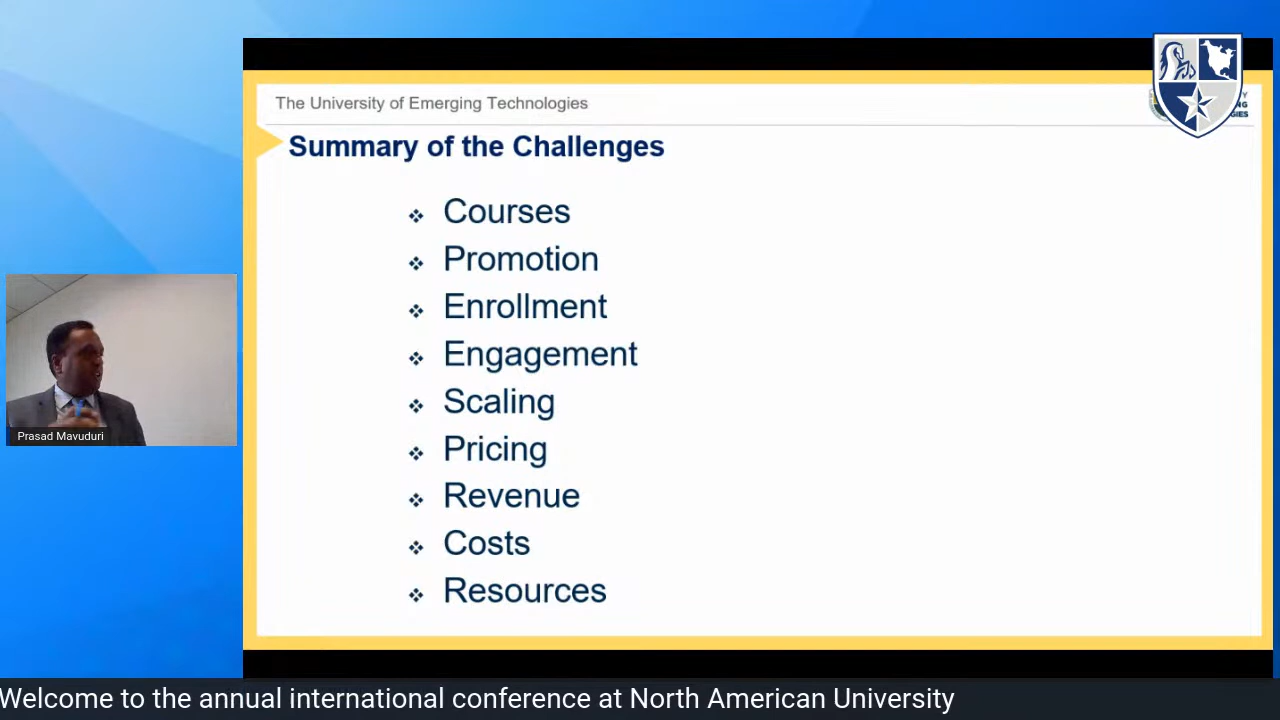 The University of Emerging Technologies
Summary of the Challenges
❖ Courses
❖ Promotion
❖ Enrollment
❖ Engagement
❖ Scaling
❖ Pricing
❖ Revenue
❖ Costs
❖ Resources
Prasad Mavuduri
Welcome to the annual international conference at North American University